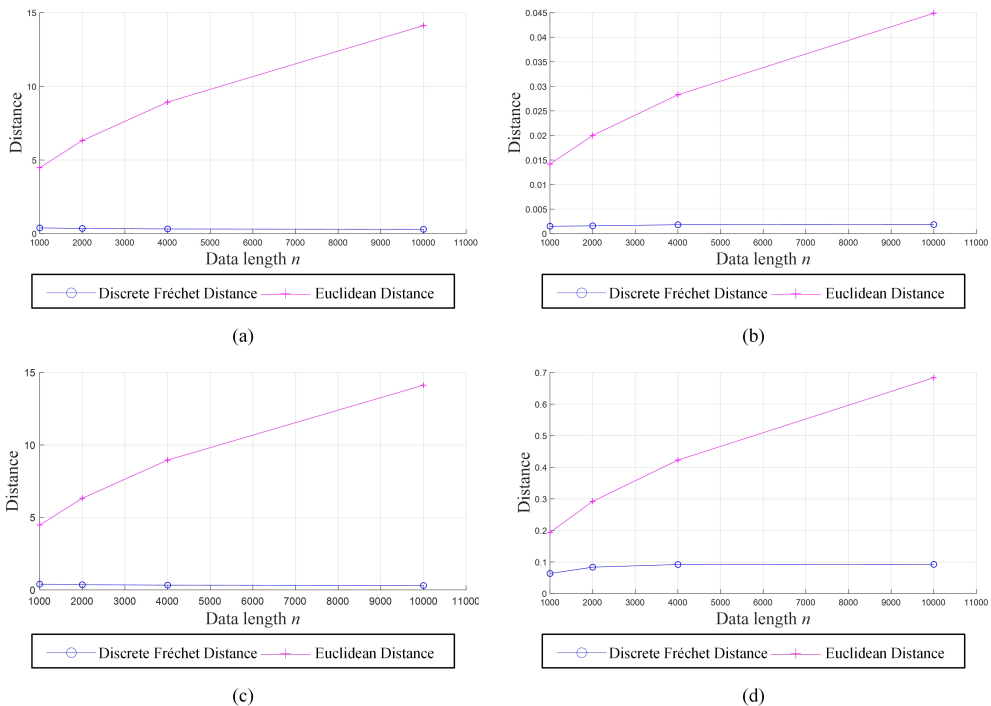 15
10
5
0
Distance
1000 2000 3000 4000 5000 6000 7000 8000 9000 10000 11000
Data length n
Discrete Fréchet Distance Euclidean Distance
(a)
0.045
0.04
0.035
0.03
0.025
0.02
0.015
0.01
0.005
0
Distance
1000 2000 3000 4000 5000 6000 7000 8000 9000 10000 11000
Data length n
Discrete Fréchet Distance Euclidean Distance
(b)
15
10
5
0
Distance
1000 2000 3000 4000 5000 6000 7000 8000 9000 10000 11000
Data length n
Discrete Fréchet Distance Euclidean Distance
(c)
0.7
0.6
0.5
0.4
0.3
0.2
0.1
0
Distance
1000 2000 3000 4000 5000 6000 7000 8000 9000 10000 11000
Data length n
Discrete Fréchet Distance Euclidean Distance
(d)